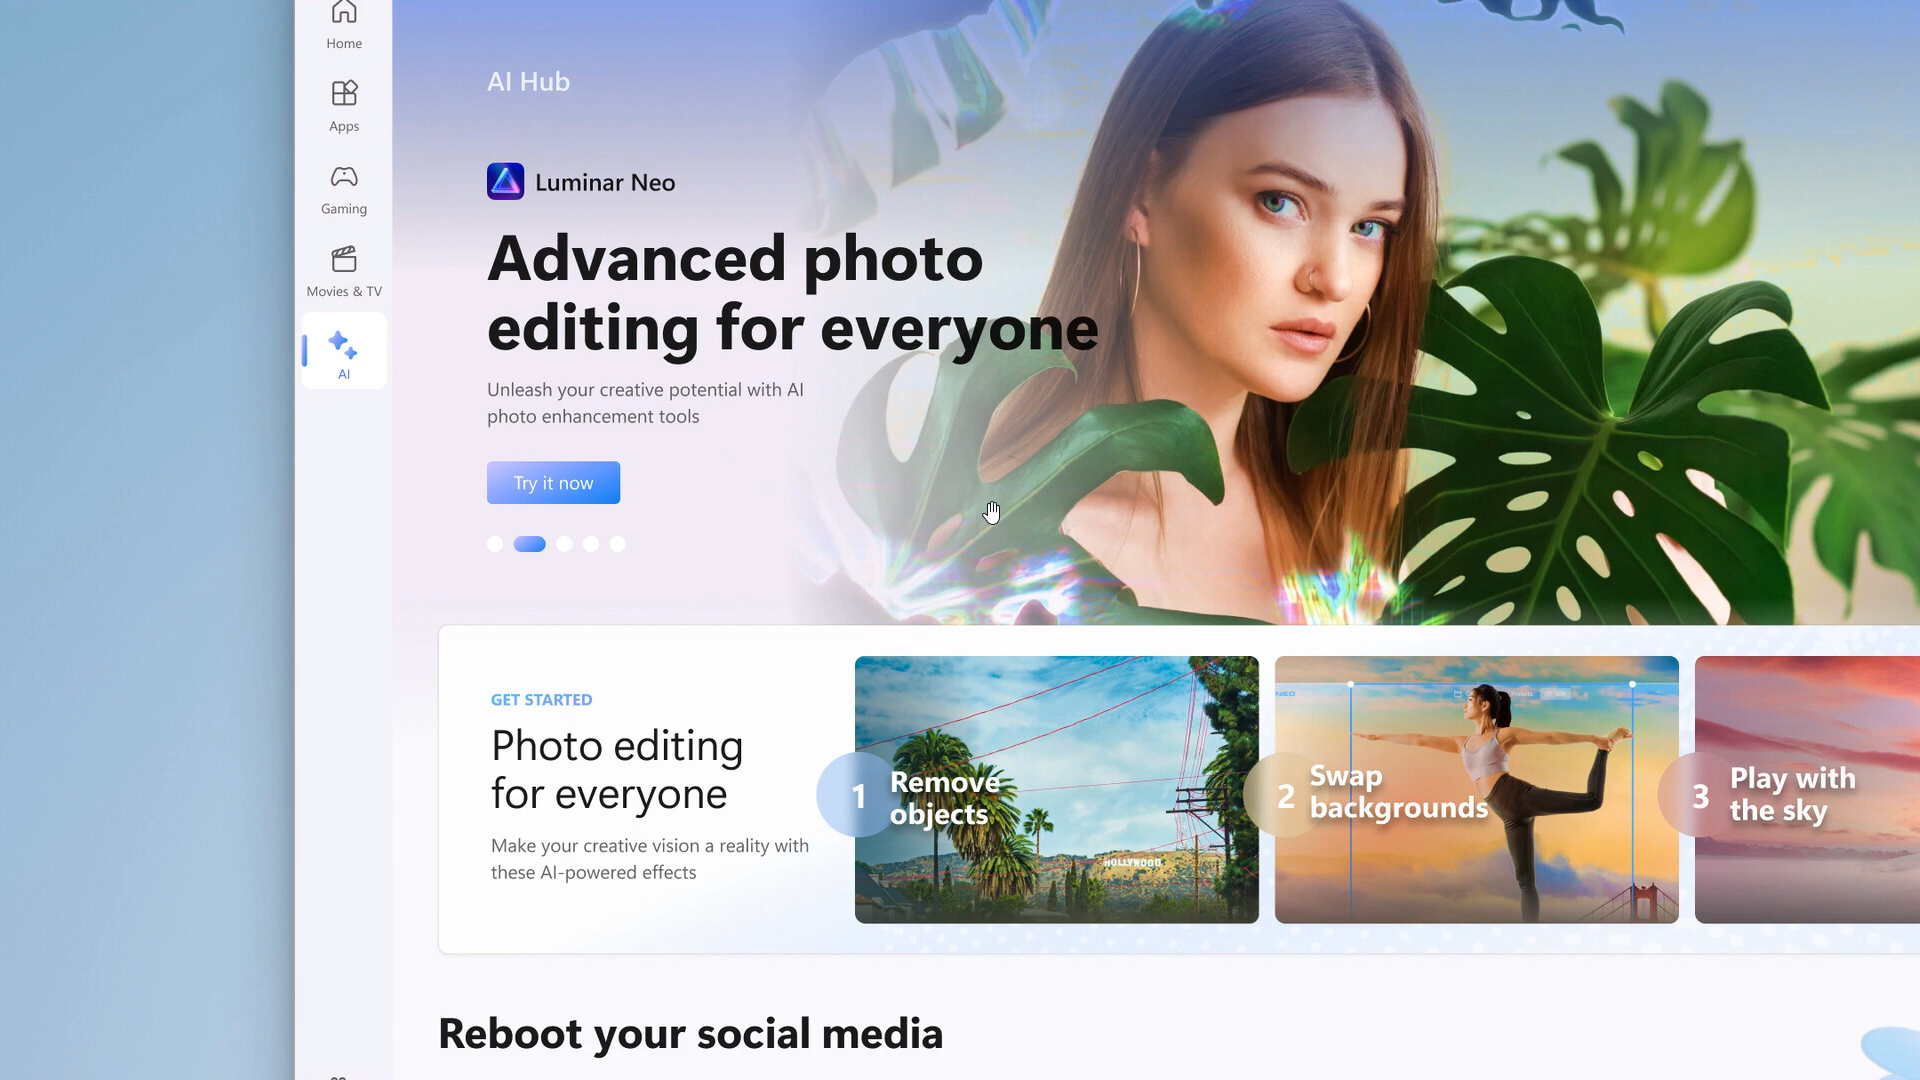 Home
Apps
Gaming
Movies & TV
AI
AI Hub
Luminar Neo
Advanced photo
editing for everyone
Unleash your creative potential with AI
photo enhancement tools
Try it now
GET STARTED
Photo editing
for everyone
Make your creative vision a reality with
these AI-powered effects
1 Remove
objects
HOLLYWOOD
NEO
2 Swap
backgrounds
3 Play with
the sky
Reboot your social media